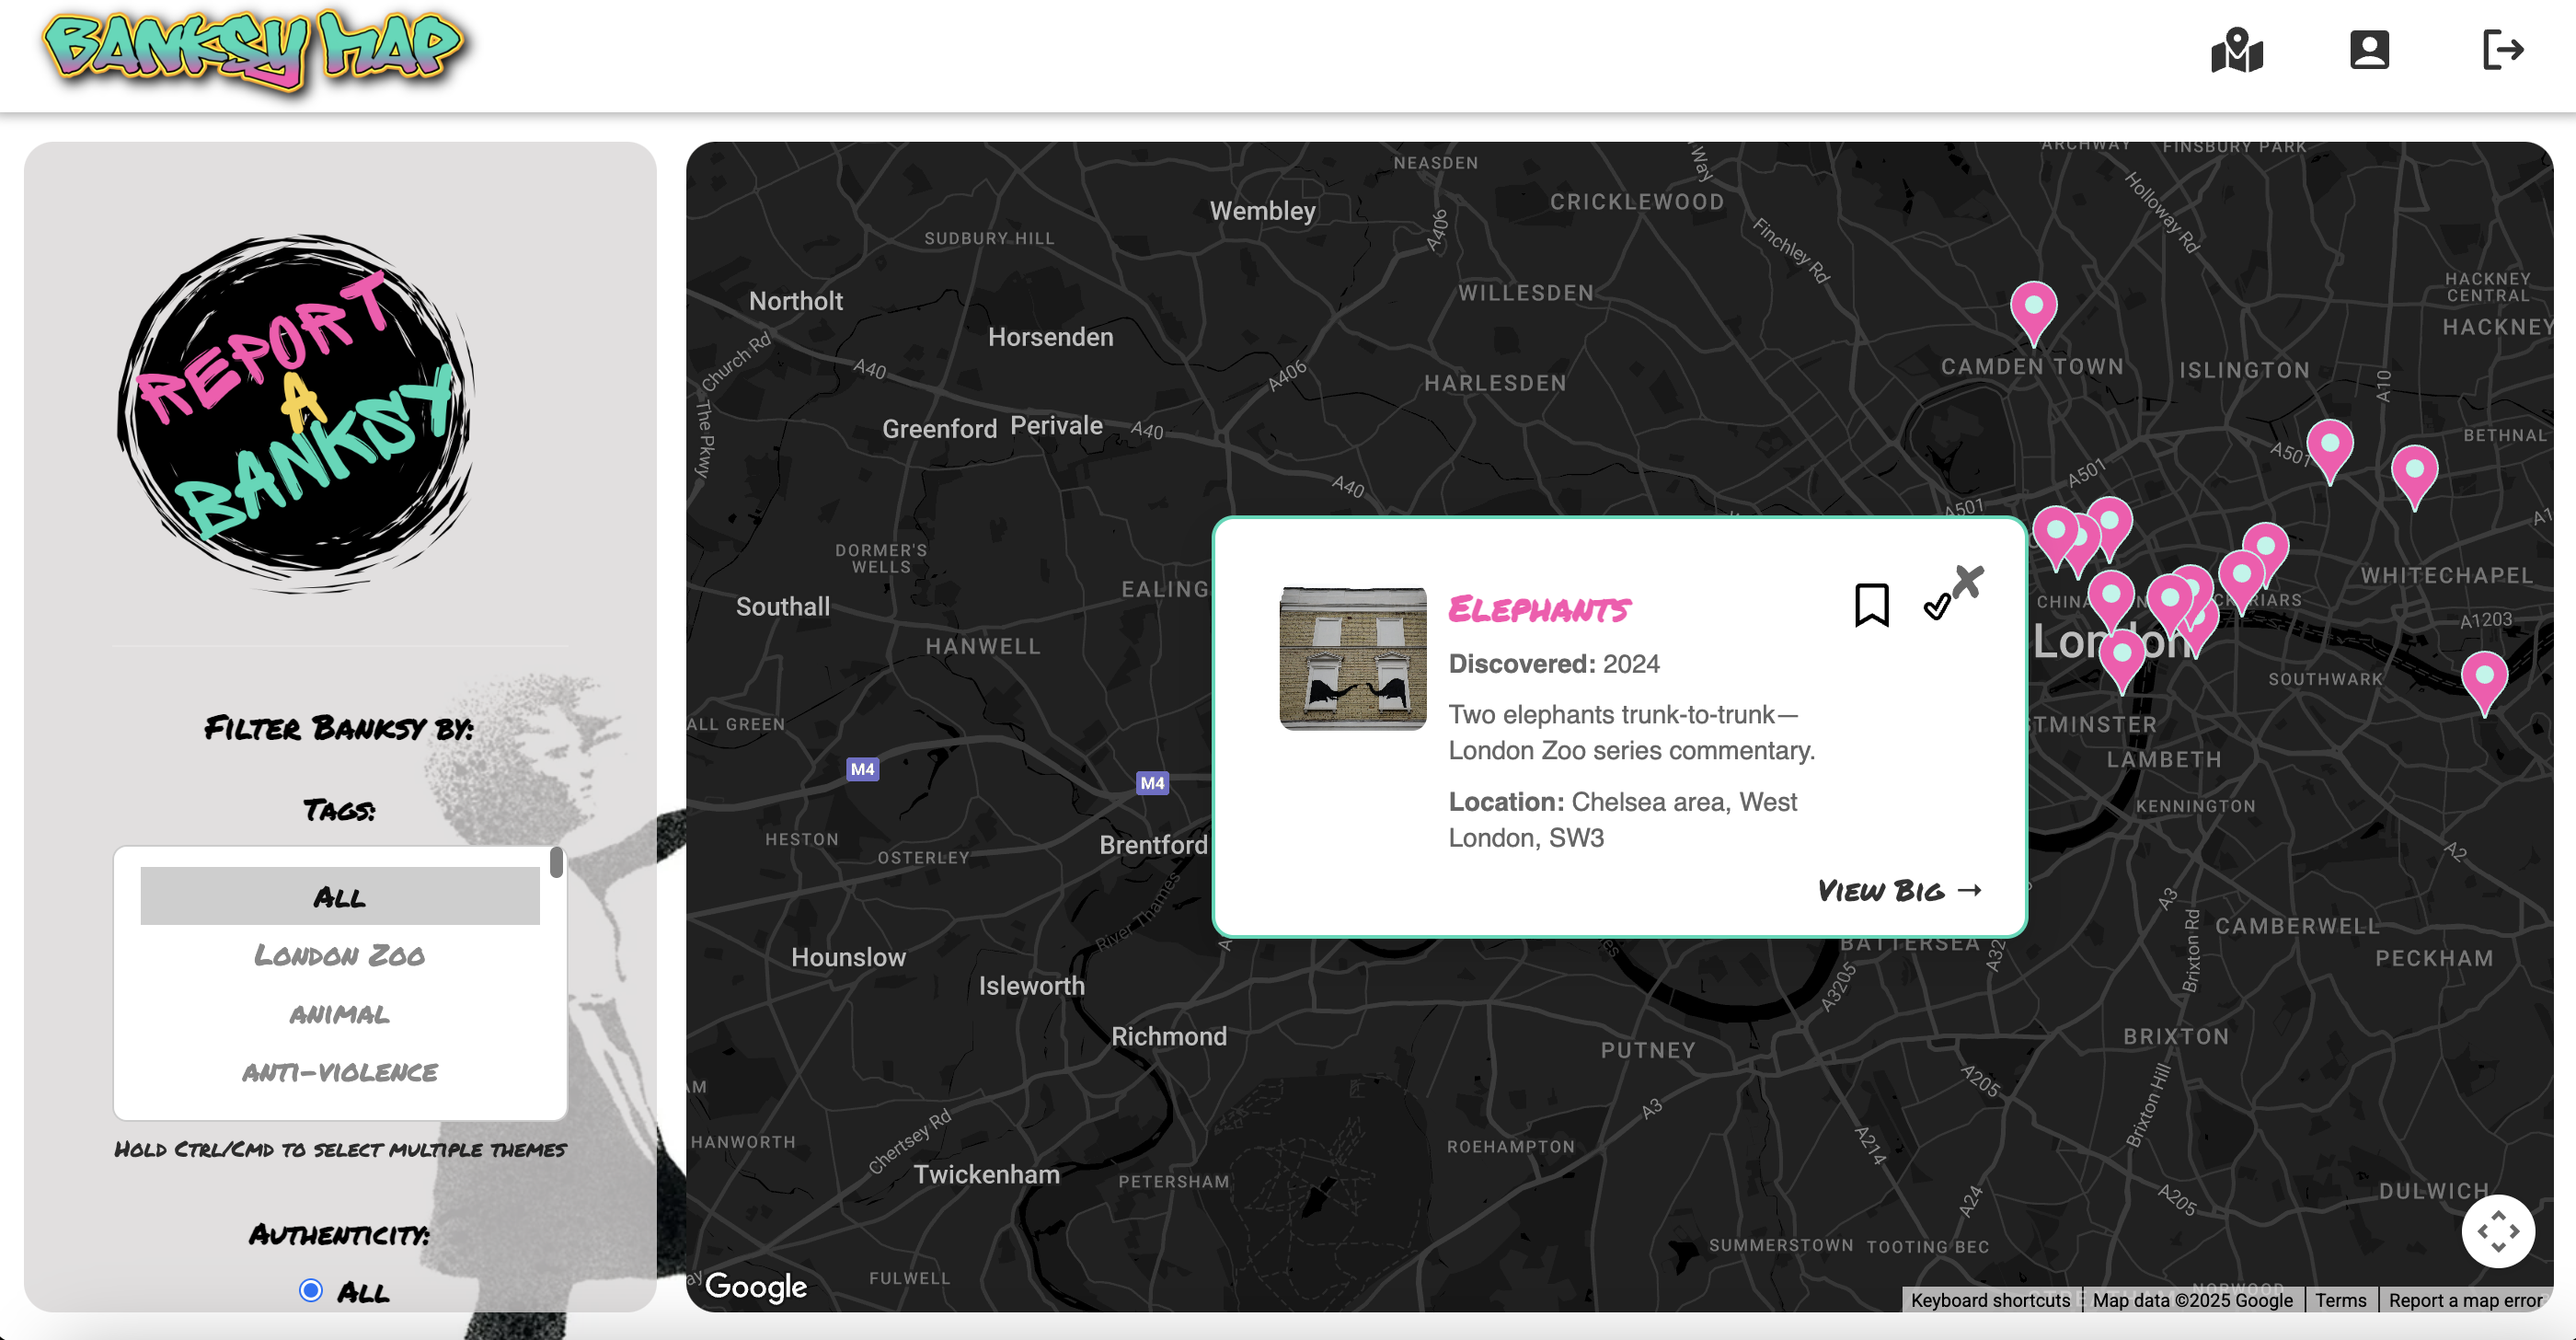 BANKSY MAP
REPORT
A
BANKSY
Filter Banksy by:
Tags:
All
London Zoo
animal
anti-violence
Hold Ctrl/Cmd to select multiple themes
Authenticity:
All
NEASDEN
Way
ARCHWAY
FINSBURY PARK
Wembley
CRICKLEWOOD
Holloway Rd
SUDBURY HILL
A406
Finchley Rd
HACKNEY
CENTRAL
Northolt
WILLESDEN
HACKNEY
Horsenden
Church Rd
A40
A406
HARLESDEN
CAMDEN TOWN
ISLINGTON
A10
The Pkwy
Greenford
Perivale
A40
BETHNAL
A501
A501
A40
A501
DORMER'S
WELLS
EALING
WHITECHAPEL
Southall
A1203
HANWELL
London
SOUTHWARK
Elephants
Discovered: 2024
Two elephants trunk-to-trunk—
London Zoo series commentary.
Location: Chelsea area, West
London, SW3
View Big →
ALL GREEN
STMINSTER
LAMBETH
M4
M4
KENNINGTON
HESTON
OSTERLEY
Brentford
A2
River Thames
A3
CAMBERWELL
Hounslow
BATTERSEA
Brixton Rd
PECKHAM
Isleworth
A3205
Richmond
PUTNEY
BRIXTON
A205
A3
Brixton Hill
HANWORTH
Chertsey Rd
ROEHAMPTON
A214
Twickenham
PETERSHAM
A24
A205
DULWICH
SUMMERSTOWN
TOOTING BEC
FULWELL
NORWOOD
Google
Keyboard shortcuts
Map data ©2025 Google
Terms
Report a map error